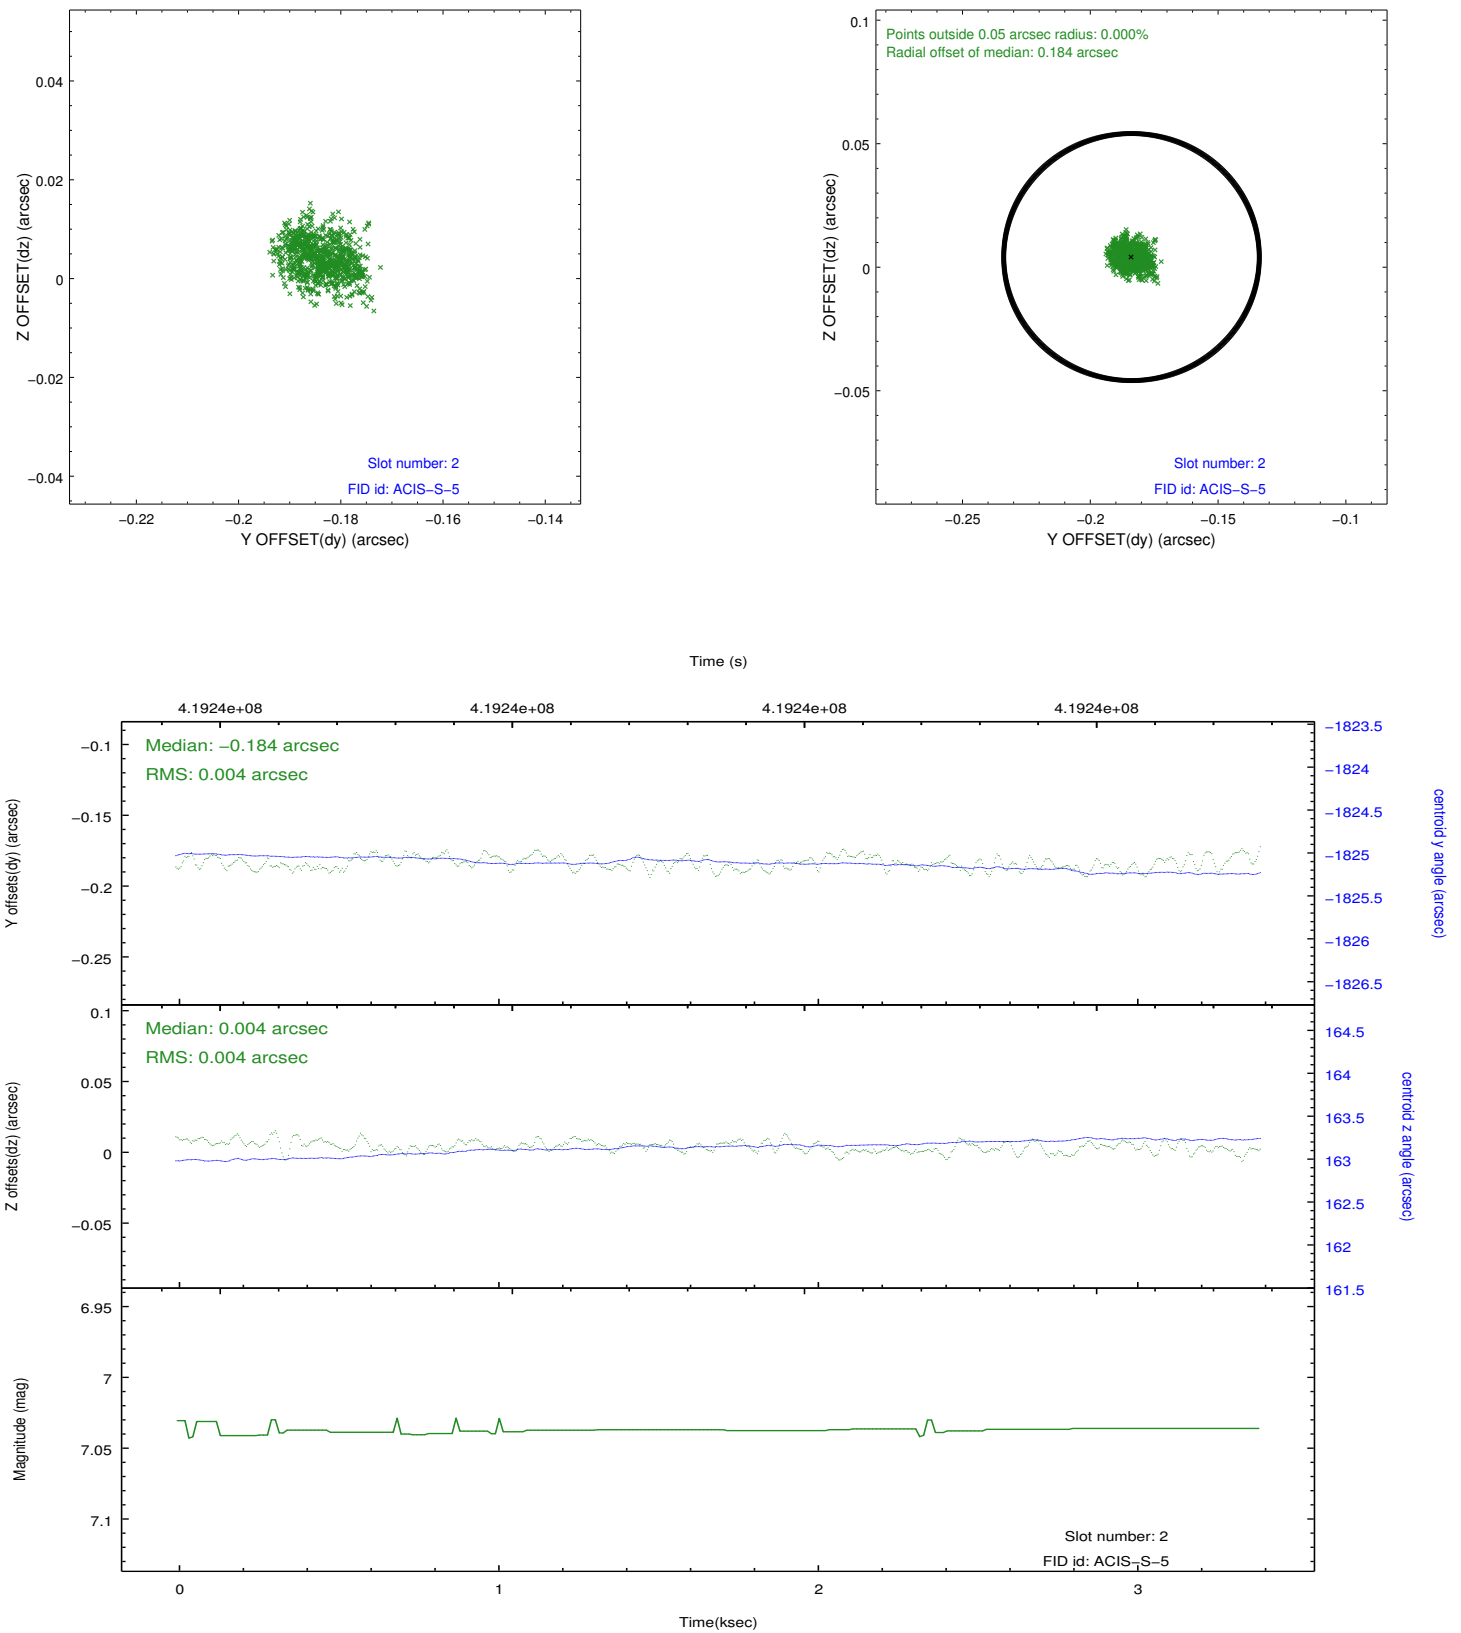 0.04
0.02
0
−0.02
−0.04
Z OFFSET(dz) (arcsec)
Slot number: 2
FID id: ACIS−S−5
−0.22 −0.2 −0.18 −0.16 −0.14
Y OFFSET(dy) (arcsec)
0.1
0.05
0
−0.05
Z OFFSET(dz) (arcsec)
Points outside 0.05 arcsec radius: 0.000%
Radial offset of median: 0.184 arcsec
Slot number: 2
FID id: ACIS−S−5
−0.25 −0.2 −0.15 −0.1
Y OFFSET(dy) (arcsec)
Time (s)
4.1924e+08 4.1924e+08 4.1924e+08 4.1924e+08
−0.1
−0.15
−0.2
−0.25
Y offsets(dy) (arcsec)
Median: −0.184 arcsec
RMS: 0.004 arcsec
−1823.5
−1824
−1824.5
−1825
−1825.5
−1826
−1826.5
centroid y angle (arcsec)
0.1
0.05
0
−0.05
Z offsets(dz) (arcsec)
Median: 0.004 arcsec
RMS: 0.004 arcsec
164.5
164
163.5
163
162.5
162
161.5
centroid z angle (arcsec)
6.95
7
7.05
7.1
Magnitude (mag)
Slot number: 2
FID id: ACIS−S−5
0 1 2 3
Time(ksec)